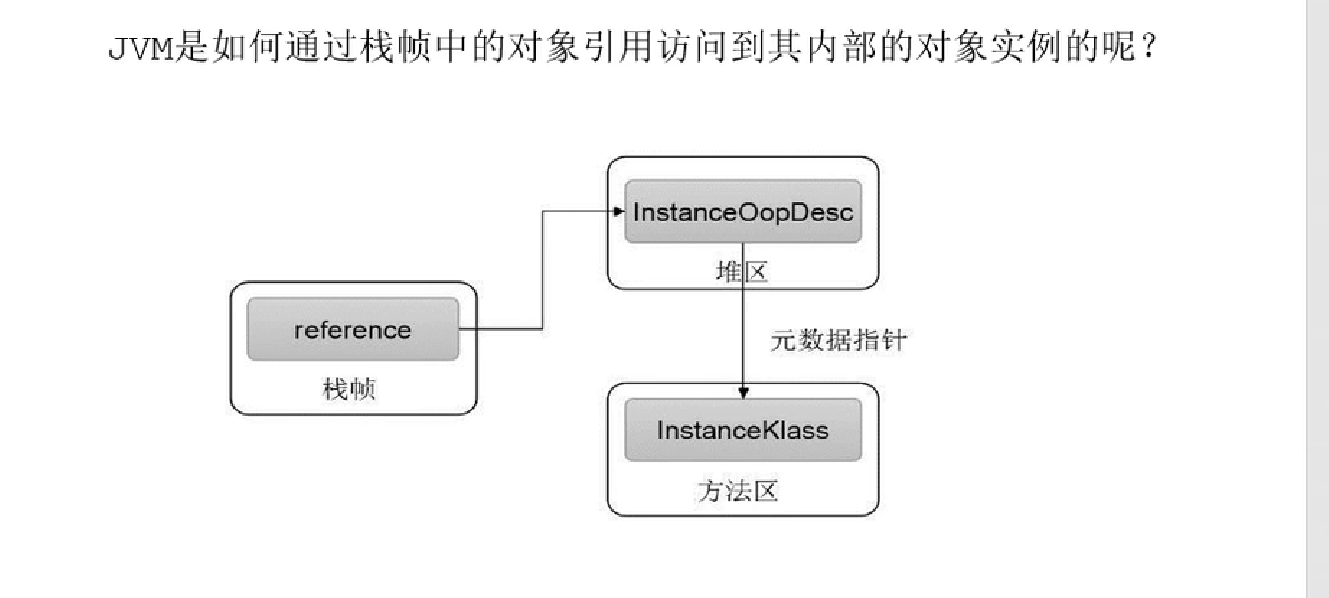 JVM是如何通过栈帧中的对象引用访问到其内部的对象实例的呢？
InstanceOopDesc
堆区
reference
栈帧
元数据指针
InstanceKlass
方法区